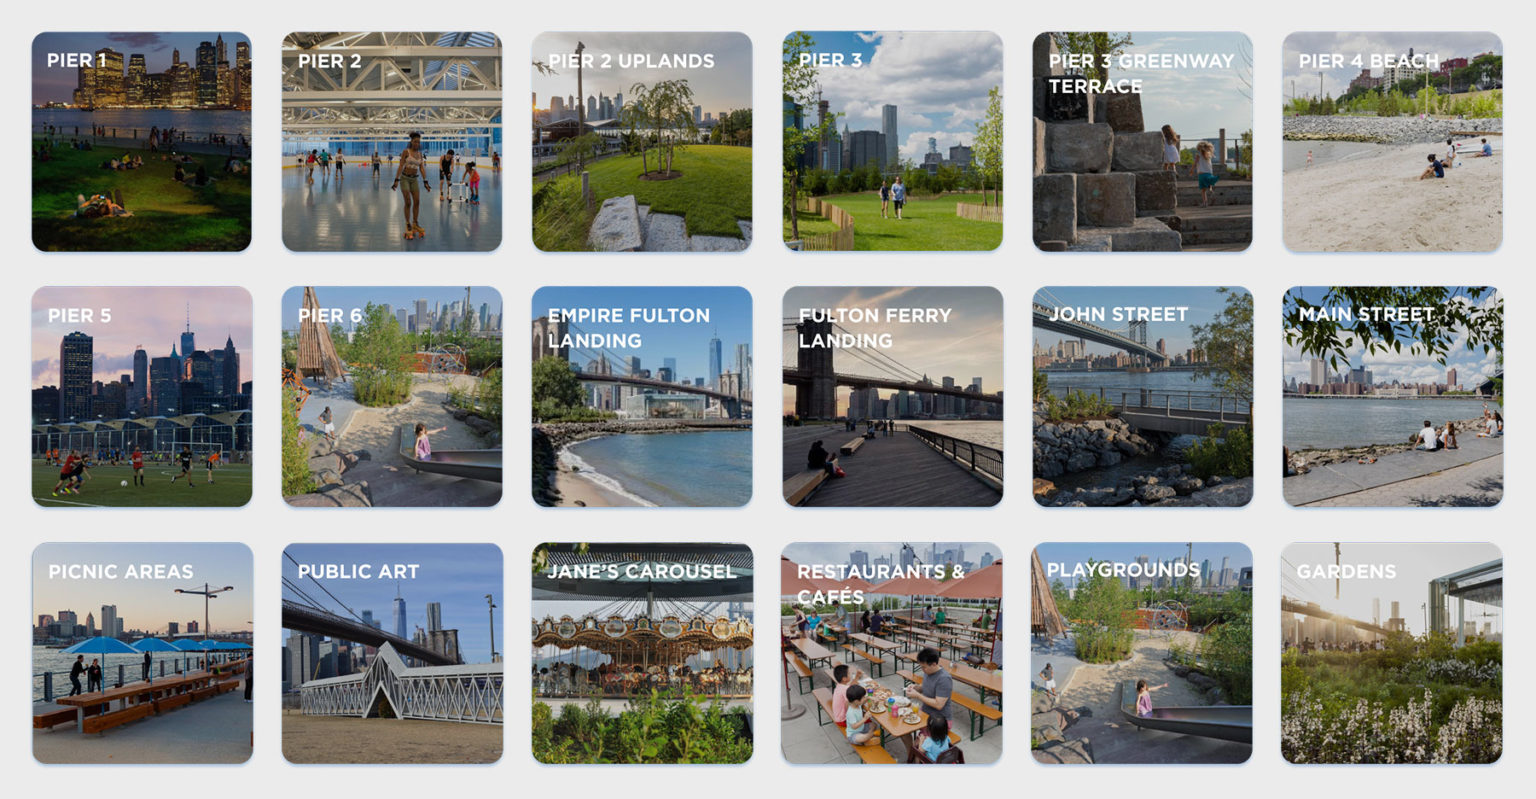 PIER 1
PIER 2
PIER 2 UPLANDS
PIER 3
PIER 3 GREENWAY
TERRACE
PIER 4 BEACH
PIER 5
PIER 6
EMPIRE FULTON
LANDING
FULTON FERRY
LANDING
JOHN STREET
MAIN STREET
PICNIC AREAS
PUBLIC ART
JANE'S CAROUSEL
RESTAURANTS &
CAFÉS
PLAYGROUNDS
GARDENS